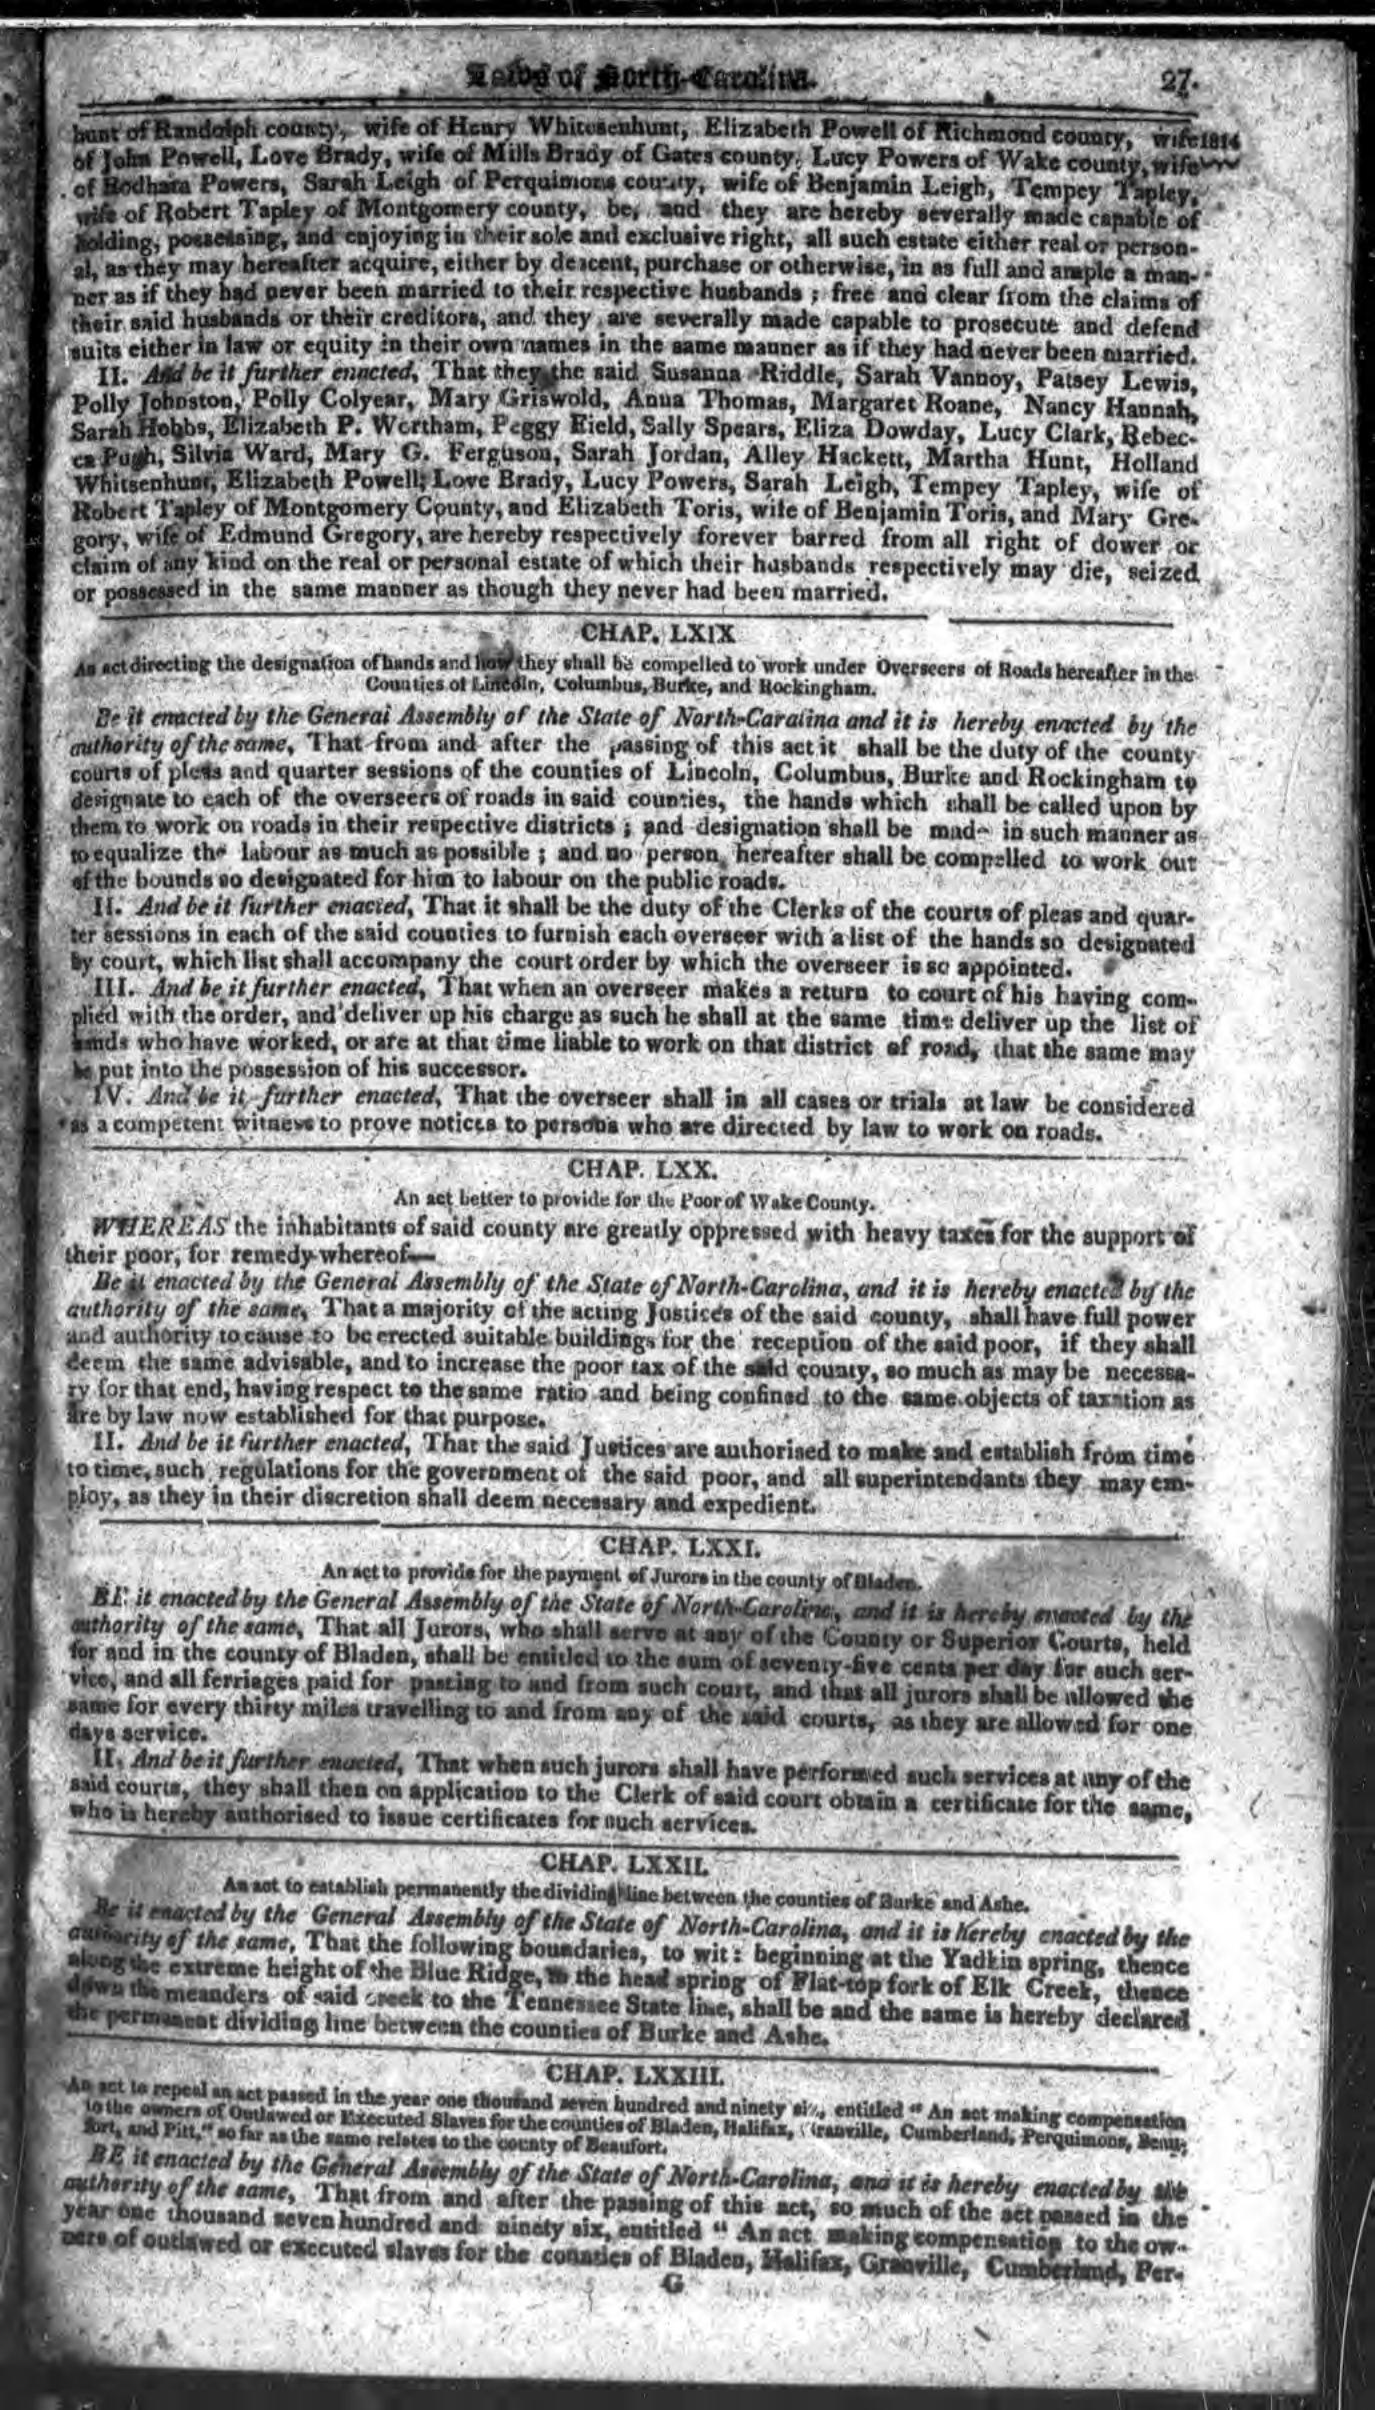 Laws of North-Carolina.
27.
hunt of Randolph county, wife of Henry Whitesenhunt, Elizabeth Powell of Richmond county, wife
1814
of John Powell, Love Brady, wife of Mills Brady of Gates county, Lucy Powers of Wake county, wife
of Rodham Powers, Sarah Leigh of Perquimons county, wife of Benjamin Leigh, Tempey Tapley,
wife of Robert Tapley of Montgomery county, be, and they are hereby severally made capable of
holding, possessing, and enjoying in their sole and exclusive right, all such estate either real or person-
al, as they may hereafter acquire, either by descent, purchase or otherwise, in as full and ample a man-
ner as if they had never been married to their respective husbands ; free and clear from the claims of
their said husbands or their creditors, and they are severally made capable to prosecute and defend
suits either in law or equity in their own names in the same manner as if they had never been married.
II. And be it further enacted, That they the said Susanna Riddle, Sarah Vannoy, Patsey Lewis,
Polly Johnston, Polly Colyear, Mary Griswold, Anna Thomas, Margaret Roane, Nancy Hannah,
Sarah Hobbs, Elizabeth P. Wortham, Peggy Field, Sally Spears, Eliza Dowday, Lucy Clark, Rebec-
ca Pugh, Silvia Ward, Mary G. Ferguson, Sarah Jordan, Alley Hackett, Martha Hunt, Holland
Whitsenhunt, Elizabeth Powell, Love Brady, Lucy Powers, Sarah Leigh, Tempey Tapley, wife of
Robert Tapley of Montgomery County, and Elizabeth Toris, wife of Benjamin Toris, and Mary Gre-
gory, wife of Edmund Gregory, are hereby respectively forever barred from all right of dower or
claim of any kind on the real or personal estate of which their husbands respectively may die, seized
or possessed in the same manner as though they never had been married.
CHAP. LXIX
An act directing the designation of hands and how they shall be compelled to work under Overseers of Roads hereafter in the
Counties of Lincoln, Columbus, Burke, and Rockingham.
Be it enacted by the General Assembly of the State of North-Caralina and it is hereby enacted by the
authority of the same, That from and after the passing of this act it shall be the duty of the county
courts of pleas and quarter sessions of the counties of Lincoln, Columbus, Burke and Rockingham to
designate to each of the overseers of roads in said counties, the hands which shall be called upon by
them to work on roads in their respective districts ; and designation shall be made in such manner as
to equalize the labour as much as possible ; and no person hereafter shall be compelled to work out
of the bounds so designated for him to labour on the public roads.
II. And be it further enacted, That it shall be the duty of the Clerks of the courts of pleas and quar-
ter sessions in each of the said counties to furnish each overseer with a list of the hands so designated
by court, which list shall accompany the court order by which the overseer is so appointed.
III. And be it further enacted, That when an overseer makes a return to court of his having com-
plied with the order, and deliver up his charge as such he shall at the same time deliver up the list of
hands who have worked, or are at that time liable to work on that district of road, that the same may
be put into the possession of his successor.
IV. And be it further enacted, That the overseer shall in all cases or trials at law be considered
as a competent witness to prove notices to persons who are directed by law to work on roads.
CHAP. LXX.
An act better to provide for the Poor of Wake County.
WHEREAS the inhabitants of said county are greatly oppressed with heavy taxes for the support of
their poor, for remedy whereof—
Be it enacted by the General Assembly of the State of North-Carolina, and it is hereby enacted by the
authority of the same, That a majority of the acting Justices of the said county, shall have full power
and authority to cause to be erected suitable buildings for the reception of the said poor, if they shall
deem the same advisable, and to increase the poor tax of the said county, so much as may be necessa-
ry for that end, having respect to the same ratio and being confined to the same objects of taxation as
are by law now established for that purpose.
II. And be it further enacted, That the said Justices are authorised to make and establish from time
to time, such regulations for the government of the said poor, and all superintendants they may em-
ploy, as they in their discretion shall deem necessary and expedient.
CHAP. LXXI.
An act to provide for the payment of Jurors in the county of Bladen.
BE it enacted by the General Assembly of the State of North-Carolina, and it is hereby enacted by the
authority of the same, That all Jurors, who shall serve at any of the County or Superior Courts, held
for and in the county of Bladen, shall be entitled to the sum of seventy-five cents per day for such ser-
vice, and all ferriages paid for passing to and from such court, and that all jurors shall be allowed the
same for every thirty miles travelling to and from any of the said courts, as they are allowed for one
days service.
II. And be it further enacted, That when such jurors shall have performed such services at any of the
said courts, they shall then on application to the Clerk of said court obtain a certificate for the same,
who is hereby authorised to issue certificates for such services.
CHAP. LXXII.
An act to establish permanently the dividing line between the counties of Burke and Ashe.
Be it enacted by the General Assembly of the State of North-Carolina, and it is hereby enacted by the
authority of the same, That the following boundaries, to wit : beginning at the Yadkin spring, thence
along the extreme height of the Blue Ridge, to the head spring of Flat-top fork of Elk Creek, thence
down the meanders of said creek to the Tennessee State line, shall be and the same is hereby declared
the permanent dividing line between the counties of Burke and Ashe.
CHAP. LXXIII.
An act to repeal an act passed in the year one thousand seven hundred and ninety six, entitled " An act making compensation
to the owners of Outlawed or Executed Slaves for the counties of Bladen, Halifax, Granville, Cumberland, Perquimons, Beau-
fort, and Pitt," so far as the same relates to the county of Beaufort.
BE it enacted by the General Assembly of the State of North-Carolina, and it is hereby enacted by the
authority of the same, That from and after the passing of this act, so much of the act passed in the
year one thousand seven hundred and ninety six, entitled " An act making compensation to the ow-
ners of outlawed or executed slaves for the counties of Bladen, Halifax, Granville, Cumberland, Per-
G